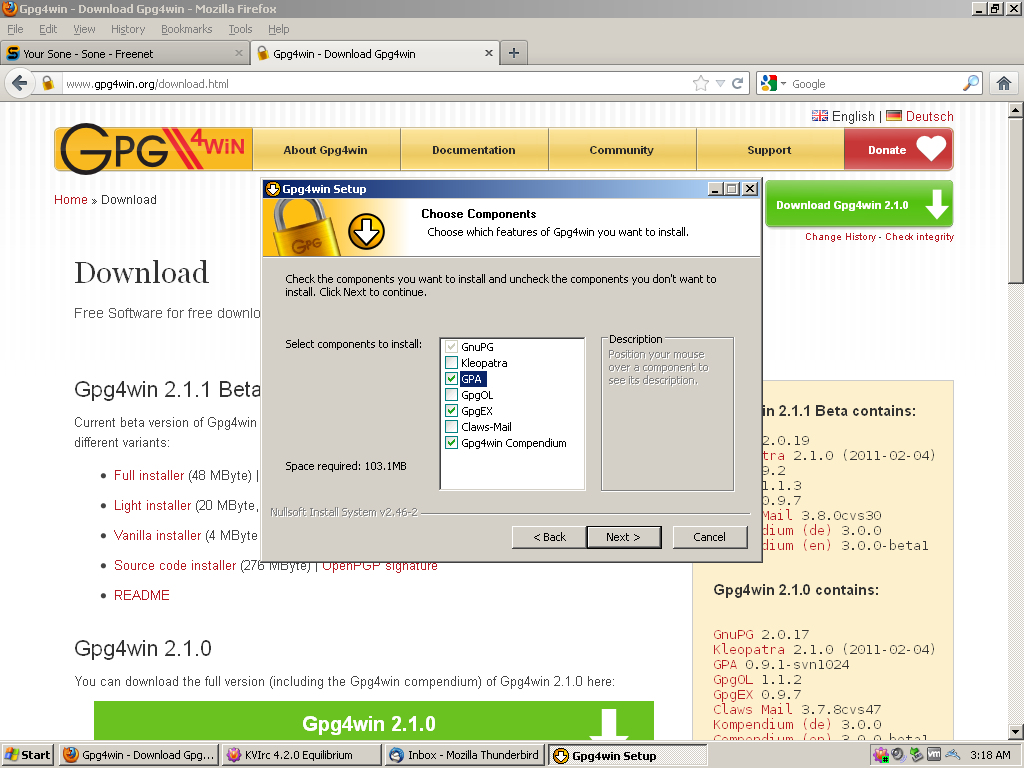 Gpg4win - Download Gpg4win - Mozilla Firefox
File Edit View History Bookmarks Tools Help
Your Sone - Sone - Freenet
Gpg4win - Download Gpg4win
www.gpg4win.org/download.html
Google
English | Deutsch
GPG4WiN
About Gpg4win
Documentation
Community
Support
Donate
Home » Download
Download Gpg4win 2.1.0
Change History - Check integrity
Download
Free Software for free downlo
Gpg4win 2.1.1 Beta
Current beta version of Gpg4win
different variants:
Full installer (48 MByte) |
Light installer (20 MByte,
Vanilla installer (4 MByte
Source code installer (276 MByte) | OpenPGP signature
README
Gpg4win 2.1.0
You can download the full version (including the Gpg4win compendium) of Gpg4win 2.1.0 here:
Gpg4win 2.1.0
Gpg4win Setup
GPG
Choose Components
Choose which features of Gpg4win you want to install.
Check the components you want to install and uncheck the components you don't want to
install. Click Next to continue.
Select components to install:
GnuPG
Kleopatra
GPA
GpgOL
GpgEX
Claws-Mail
Gpg4win Compendium
Description
Position your mouse
over a component to
see its description.
Space required: 103.1MB
Nullsoft Install System v2.46-2
< Back
Next >
Cancel
in 2.1.1 Beta contains:
2.0.19
tra 2.1.0 (2011-02-04)
9.2
1.1.3
0.9.7
Mail 3.8.0cvs30
dium (de) 3.0.0
dium (en) 3.0.0-beta1
Gpg4win 2.1.0 contains:
GnuPG 2.0.17
Kleopatra 2.1.0 (2011-02-04)
GPA 0.9.1-svn1024
GpgOL 1.1.2
GpgEX 0.9.7
Claws Mail 3.7.8cvs47
Kompendium (de) 3.0.0
Compendium (en) 3.0.0-beta1
Start
Gpg4win - Download Gpg...
KVIrc 4.2.0 Equilibrium
Inbox - Mozilla Thunderbird
Gpg4win Setup
3:18 AM